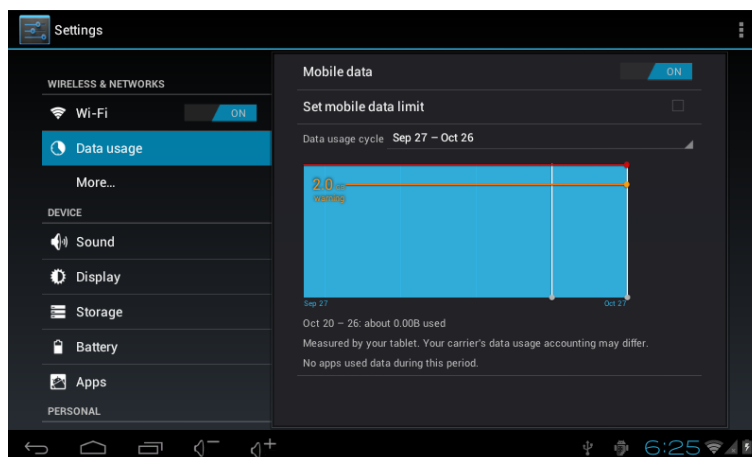 Settings
WIRELESS & NETWORKS
Wi-Fi ON
Data usage
More...
DEVICE
Sound
Display
Storage
Battery
Apps
PERSONAL
Mobile data ON
Set mobile data limit
Data usage cycle Sep 27 – Oct 26
2.0
warning
Sep 27 Oct 27
Oct 20 – 26: about 0.00B used
Measured by your tablet. Your carrier's data usage accounting may differ.
No apps used data during this period.
6:25